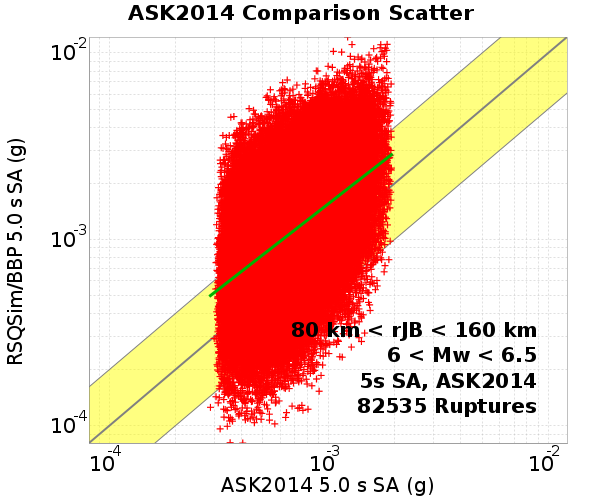 ASK2014 Comparison Scatter
RSQSim/BBP 5.0 s SA (g)
10-2
10-3
10-4
80 km < rJB < 160 km
6 < Mw < 6.5
5s SA, ASK2014
82535 Ruptures
10-4 10-3 10-2
ASK2014 5.0 s SA (g)